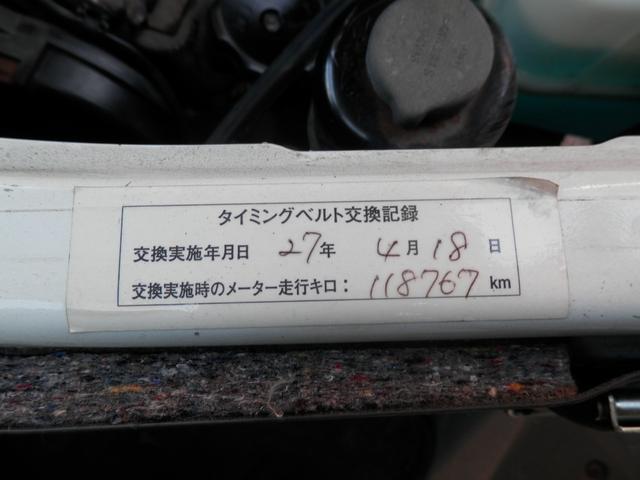 タイミングベルト交換記録
交換実施年月日 27年 4月 18日
交換実施時のメーター走行キロ： 118767 km